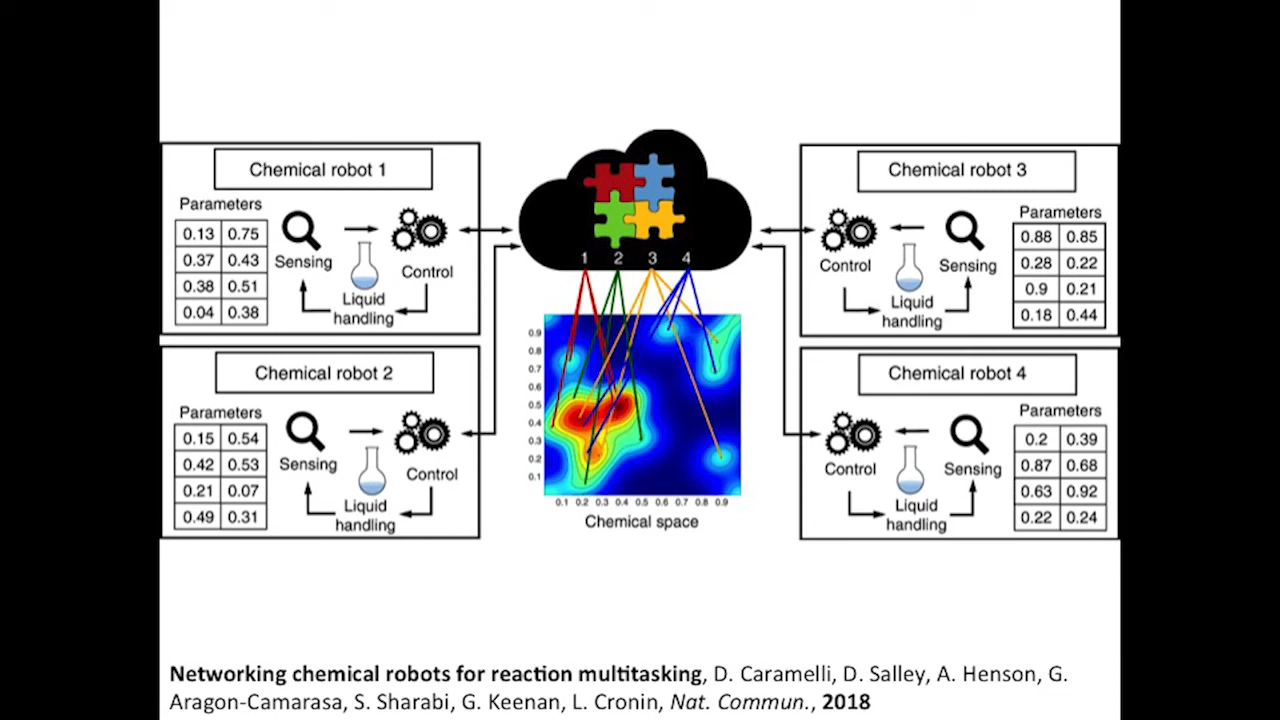 Chemical robot 1
Parameters
0.13 0.75
0.37 0.43
0.38 0.51
0.04 0.38
Sensing
Control
Liquid
handling
Chemical robot 2
Parameters
0.15 0.54
0.42 0.53
0.21 0.07
0.49 0.31
Sensing
Control
Liquid
handling
1 2 3 4
0.9
0.8
0.7
0.6
0.5
0.4
0.3
0.2
0.1
0.1 0.2 0.3 0.4 0.5 0.6 0.7 0.8 0.9
Chemical space
Chemical robot 3
Parameters
0.88 0.85
0.28 0.22
0.9 0.21
0.18 0.44
Control
Sensing
Liquid
handling
Chemical robot 4
Parameters
0.2 0.39
0.87 0.68
0.63 0.92
0.22 0.24
Control
Sensing
Liquid
handling
Networking chemical robots for reaction multitasking, D. Caramelli, D. Salley, A. Henson, G.
Aragon-Camarasa, S. Sharabi, G. Keenan, L. Cronin, Nat. Commun., 2018